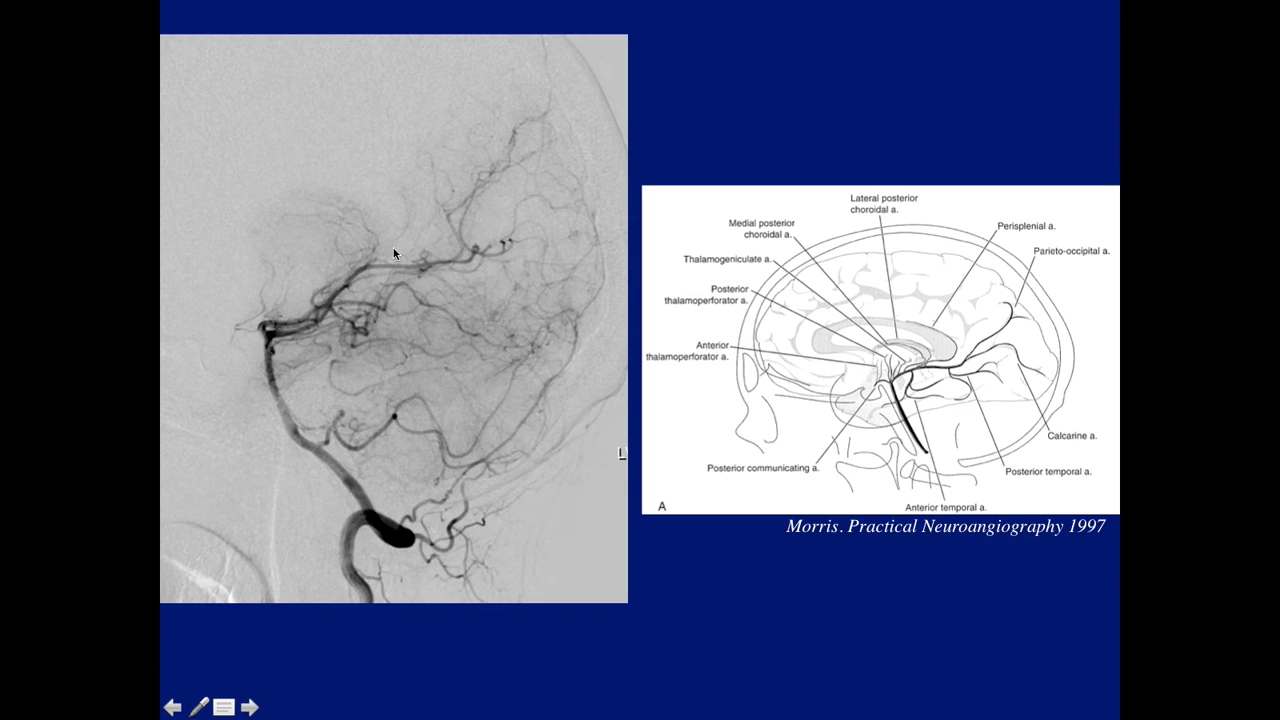 Lateral posterior
choroidal a.
Medial posterior
choroidal a.
Perisplenial a.
Parieto-occipital a.
Thalamogeniculate a.
Posterior
thalamoperforator a.
Anterior
thalamoperforator a.
Calcarine a.
Posterior communicating a.
Posterior temporal a.
A
Anterior temporal a.
Morris. Practical Neuroangiography 1997